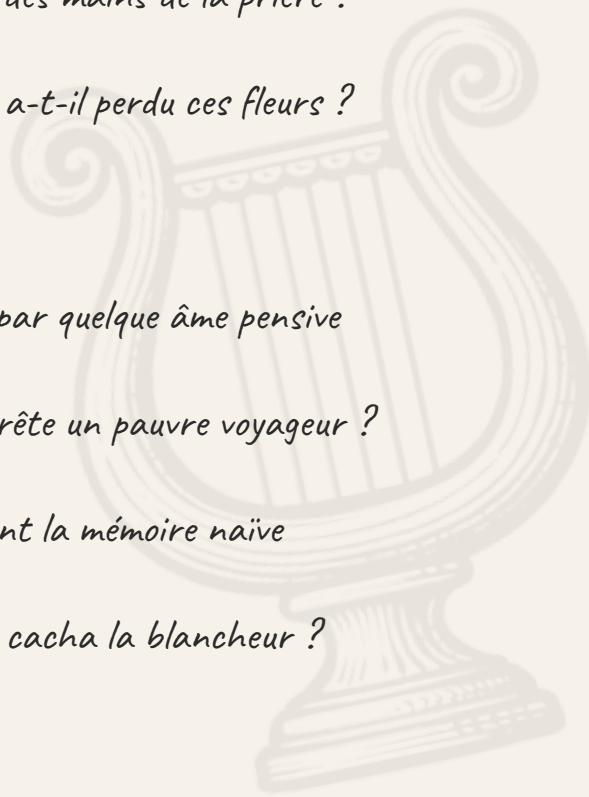 des mains de la prière ?
a-t-il perdu ces fleurs ?
par quelque âme pensive
rête un pauvre voyageur ?
nt la mémoire naïve
cacha la blancheur ?